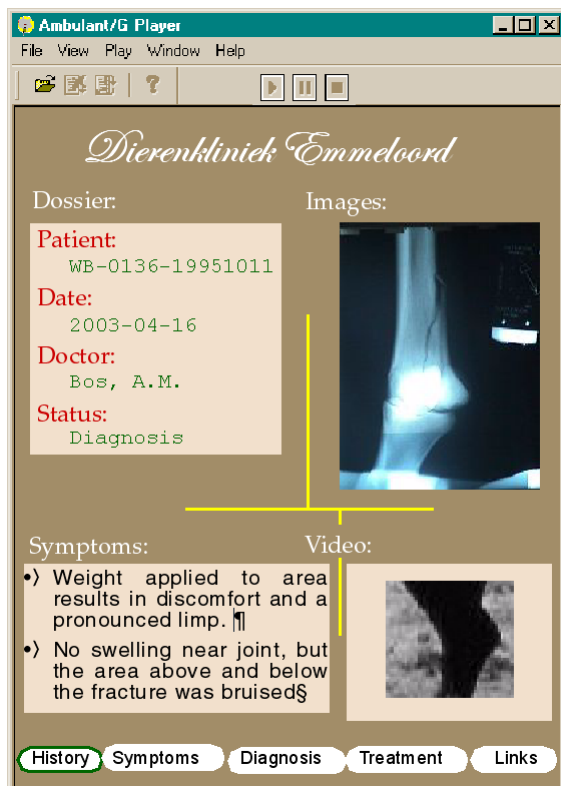 Ambulant/G Player
File View Play Window Help
?
Dierenkliniek Emmeloord
Dossier:
Patient:
WB-0136-19951011
Date:
2003-04-16
Doctor:
Bos, A.M.
Status:
Diagnosis
Images:
Symptoms:
•⟩ Weight applied to area
results in discomfort and a
pronounced limp. ¶
•⟩ No swelling near joint, but
the area above and below
the fracture was bruised§
Video:
History Symptoms Diagnosis Treatment Links